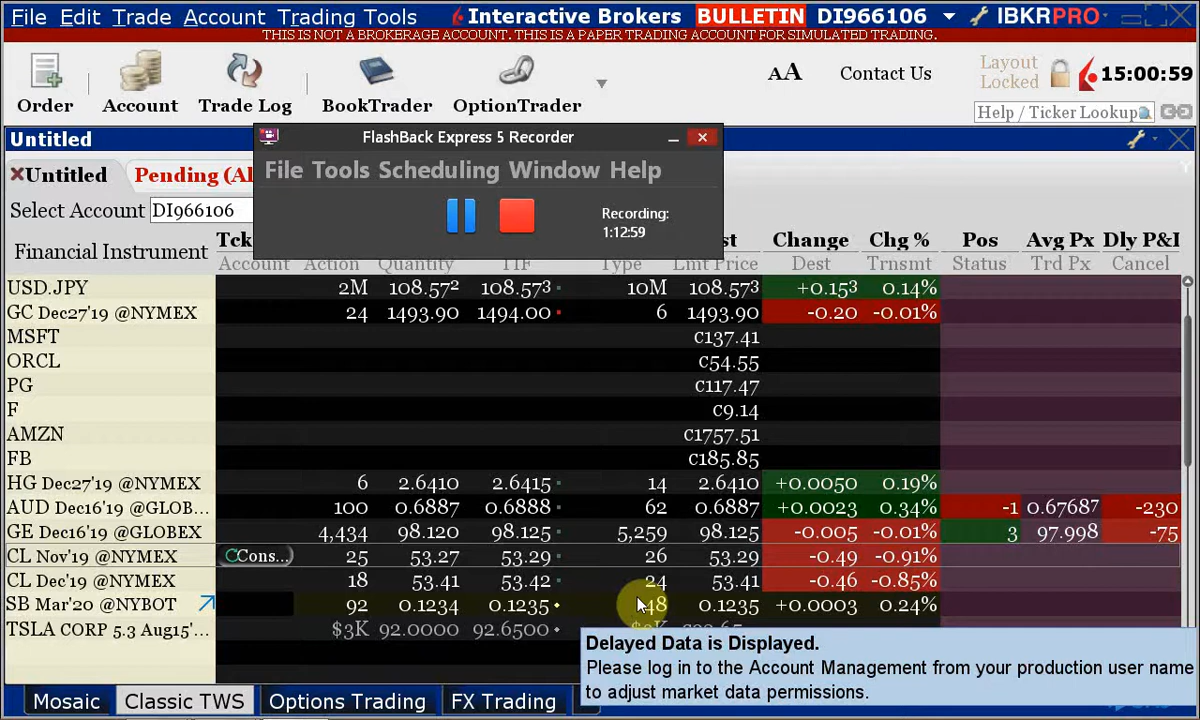 File Edit Trade Account Trading Tools Interactive Brokers BULLETIN DI966106 IBKRPRO
THIS IS NOT A BROKERAGE ACCOUNT. THIS IS A PAPER TRADING ACCOUNT FOR SIMULATED TRADING.
Order Account Trade Log BookTrader OptionTrader AA Contact Us Layout Locked 15:00:59
Help / Ticker Lookup
Untitled
FlashBack Express 5 Recorder
File Tools Scheduling Window Help
Recording:
1:12:59
Untitled Pending (Al
Select Account DI966106
Financial Instrument Tck Change Chg % Pos Avg Px Dly P&L
Account Action Quantity TIF Type Lmt Price Dest Trnsmt Status Trd Px Cancel
USD.JPY 2M 108.57² 108.57³ 10M 108.57³ +0.15³ 0.14%
GC Dec27'19 @NYMEX 24 1493.90 1494.00 6 1493.90 -0.20 -0.01%
MSFT C137.41
ORCL C54.55
PG C117.47
F C9.14
AMZN C1757.51
FB C185.85
HG Dec27'19 @NYMEX 6 2.6410 2.6415 14 2.6410 +0.0050 0.19%
AUD Dec16'19 @GLOB... 100 0.6887 0.6888 62 0.6887 +0.0023 0.34% -1 0.67687 -230
GE Dec16'19 @GLOBEX 4,434 98.120 98.125 5,259 98.125 -0.005 -0.01% 3 97.998 -75
CL Nov'19 @NYMEX Cons... 25 53.27 53.29 26 53.29 -0.49 -0.91%
CL Dec'19 @NYMEX 18 53.41 53.42 24 53.41 -0.46 -0.85%
SB Mar'20 @NYBOT 92 0.1234 0.1235 48 0.1235 +0.0003 0.24%
TSLA CORP 5.3 Aug15'... $3K 92.0000 92.6500
Delayed Data is Displayed.
Please log in to the Account Management from your production user name
to adjust market data permissions.
Mosaic Classic TWS Options Trading FX Trading